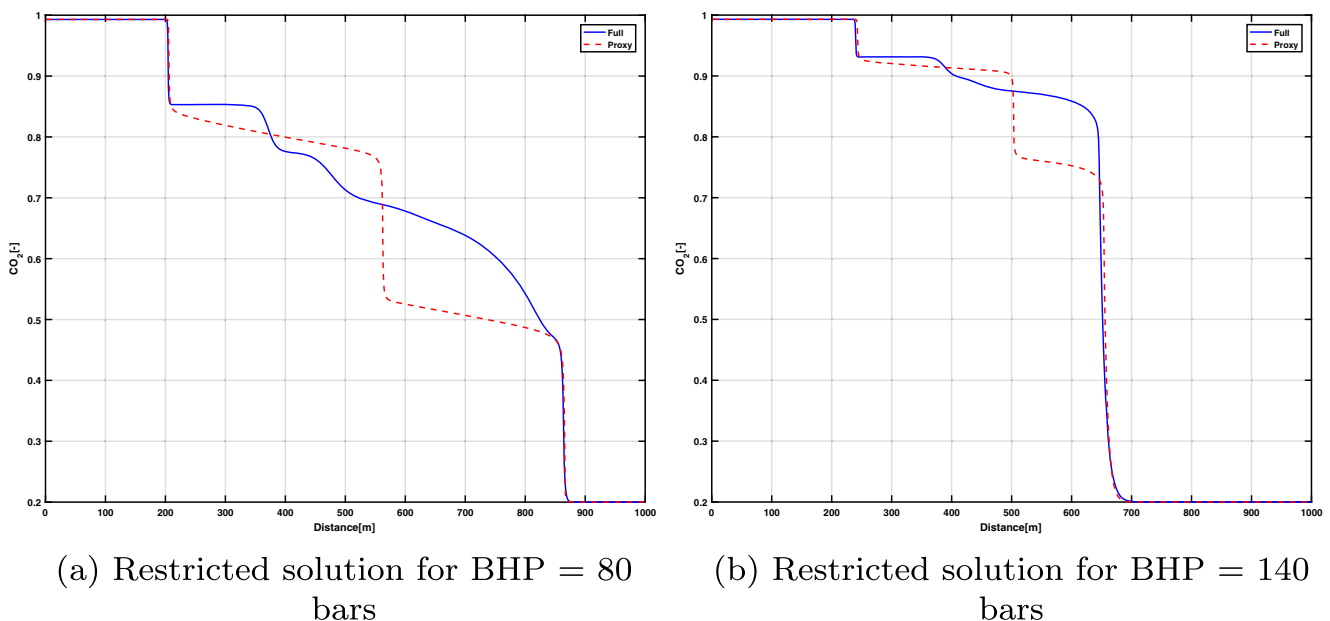 1
0.9
0.8
0.7
0.6
0.5
0.4
0.3
0.2
CO2[-]
0 100 200 300 400 500 600 700 800 900 1000
Distance[m]
Full
Proxy
(a) Restricted solution for BHP = 80
bars
1
0.9
0.8
0.7
0.6
0.5
0.4
0.3
0.2
CO2[-]
0 100 200 300 400 500 600 700 800 900 1000
Distance[m]
Full
Proxy
(b) Restricted solution for BHP = 140
bars